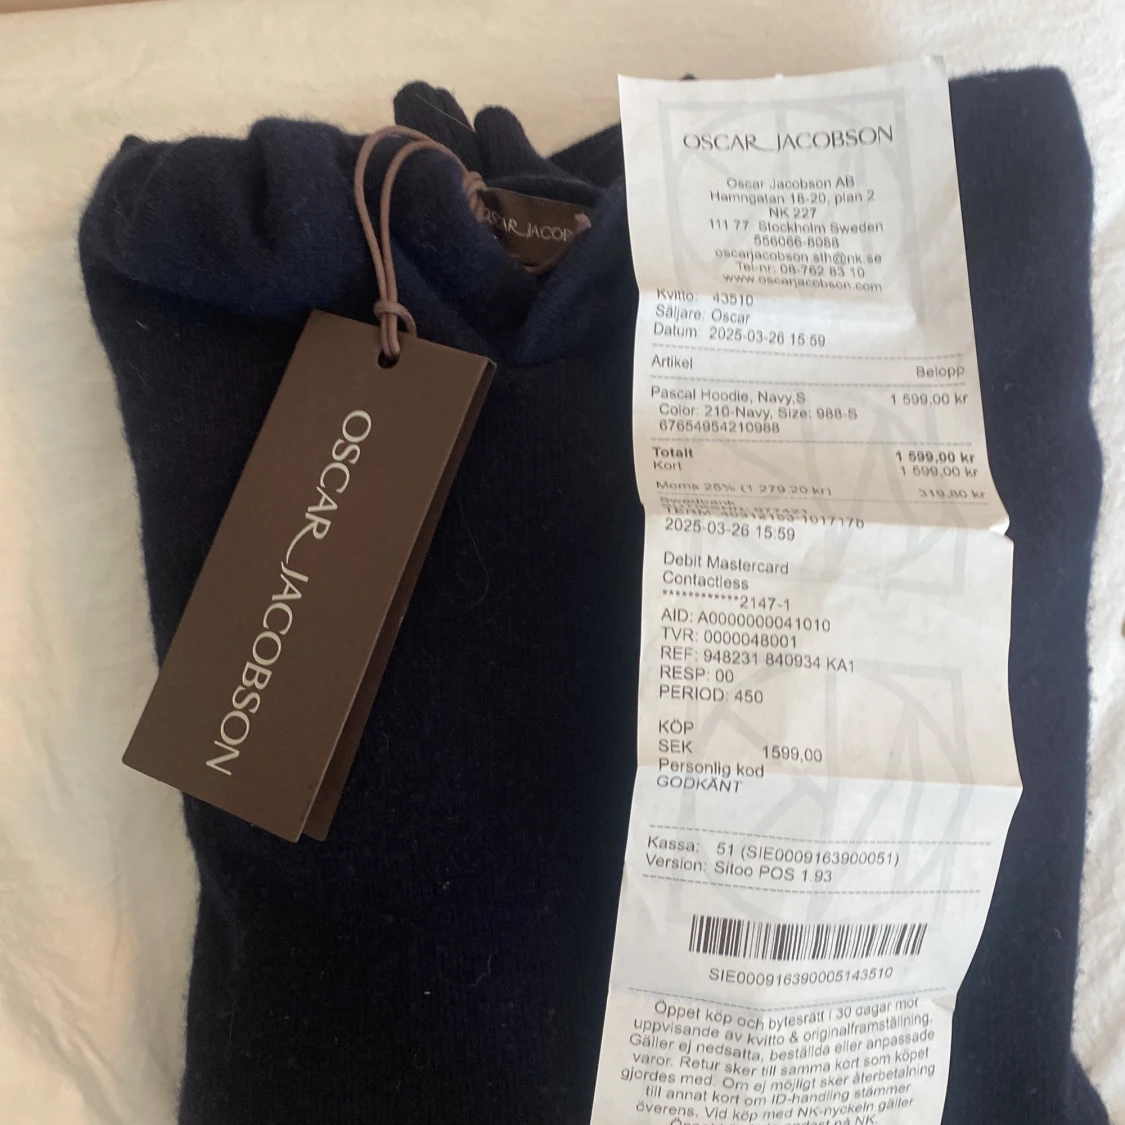 OSCAR JACOBSON
OSCAR JACOBSON
Oscar Jacobson AB
Hamngatan 18-20, plan 2
NK 227
111 77 Stockholm Sweden
556066-8088
oscarjacobson.sth@nk.se
Tel-nr: 08-762 83 10
www.oscarjacobson.com
Kvitto: 43510
Säljare: Oscar
Datum: 2025-03-26 15:59
Artikel Belopp
Pascal Hoodie, Navy,S 1 599,00 kr
Color: 210-Navy, Size: 988-S
67654954210988
Totalt 1 599,00 kr
Kort 1 599,00 kr
Moms 25% (1 279,20 kr) 319,80 kr
Swedbank
2025-03-26 15:59
Debit Mastercard
Contactless
************2147-1
AID: A0000000041010
TVR: 0000048001
REF: 948231 840934 KA1
RESP: 00
PERIOD: 450
KÖP
SEK 1599,00
Personlig kod
GODKÄNT
Kassa: 51 (SIE0009163900051)
Version: Sitoo POS 1.93
SIE000916390005143510
Öppet köp och bytesrätt i 30 dagar mot
uppvisande av kvitto & originalframställning.
Gäller ej nedsatta, beställda eller anpassade
varor. Retur sker till samma kort som köpet
gjordes med. Om ej möjligt sker återbetalning
till annat kort om ID-handling stämmer
överens. Vid köp med NK-nyckeln gäller
på NK.